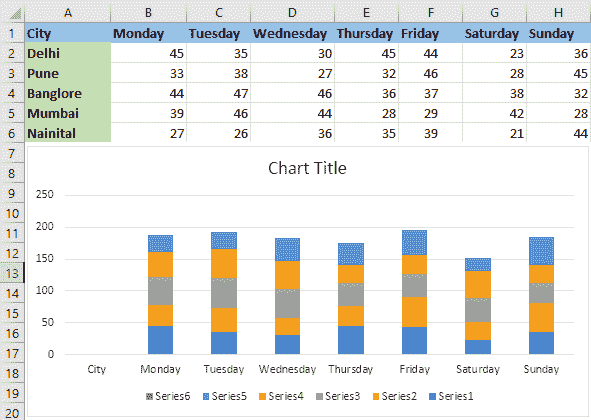 A B C D E F G H
1 City Monday Tuesday Wednesday Thursday Friday Saturday Sunday
2 Delhi 45 35 30 45 44 23 36
3 Pune 33 38 27 32 46 28 45
4 Banglore 44 47 46 36 37 38 32
5 Mumbai 39 46 44 28 29 42 28
6 Nainital 27 26 36 35 39 21 44
7
8 Chart Title
9 250
10
11 200
12 150
13
14 100
15
16 50
17 0
18 City Monday Tuesday Wednesday Thursday Friday Saturday Sunday
19 Series6 Series5 Series4 Series3 Series2 Series1
20